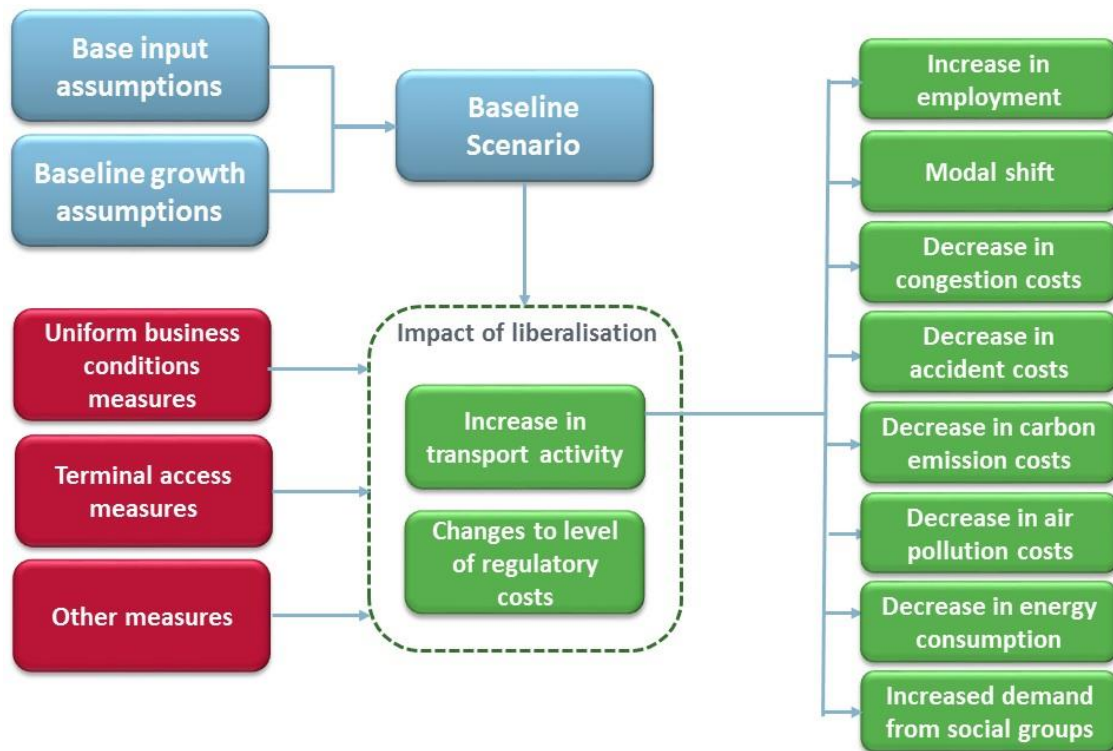 Base input
assumptions
Baseline growth
assumptions
Baseline
Scenario
Uniform business
conditions
measures
Terminal access
measures
Other measures
Impact of liberalisation
Increase in
transport activity
Changes to level
of regulatory
costs
Increase in
employment
Modal shift
Decrease in
congestion costs
Decrease in
accident costs
Decrease in carbon
emission costs
Decrease in air
pollution costs
Decrease in energy
consumption
Increased demand
from social groups